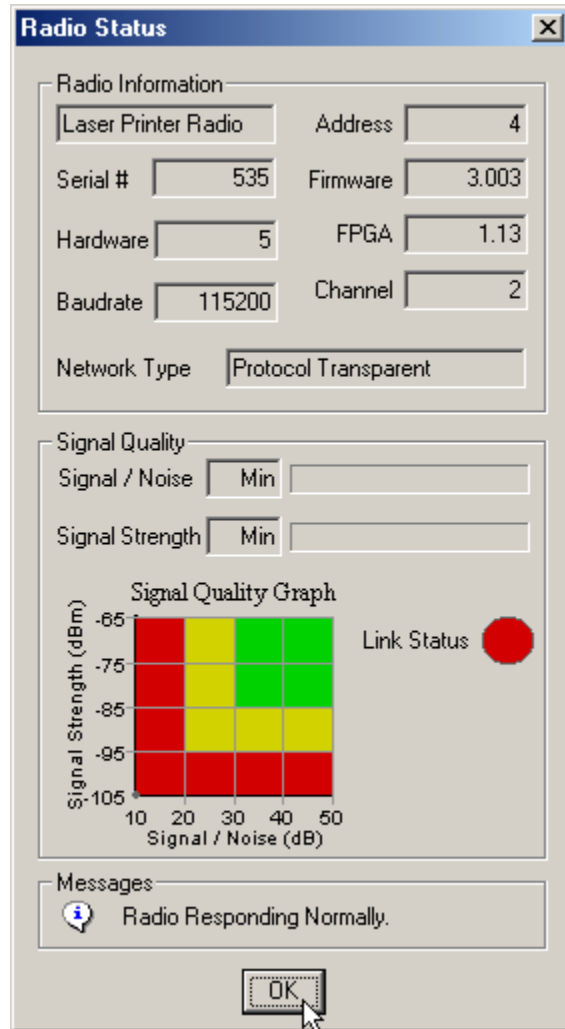 Radio Status
Radio Information
Laser Printer Radio
Address 4
Serial # 535
Firmware 3.003
Hardware 5
FPGA 1.13
Baudrate 115200
Channel 2
Network Type Protocol Transparent
Signal Quality
Signal / Noise Min
Signal Strength Min
Signal Quality Graph
Signal Strength (dBm)
-65
-75
-85
-95
-105
10 20 30 40 50
Signal / Noise (dB)
Link Status
Messages
Radio Responding Normally.
OK